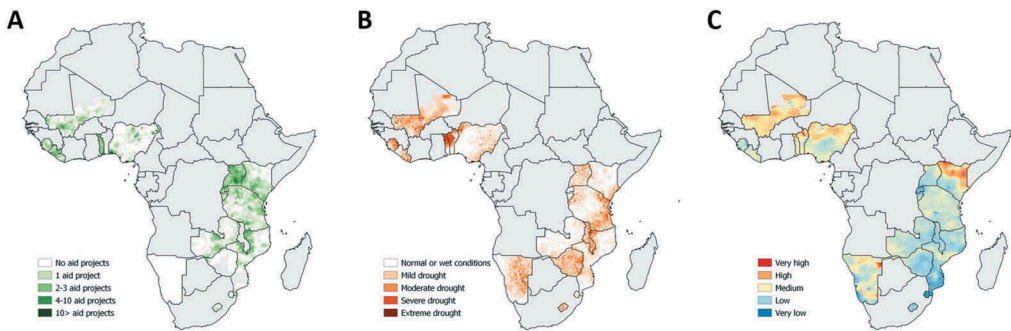 A
No aid projects
1 aid project
2-3 aid projects
4-10 aid projects
10> aid projects
B
Normal or wet conditions
Mild drought
Moderate drought
Severe drought
Extreme drought
C
Very high
High
Medium
Low
Very low